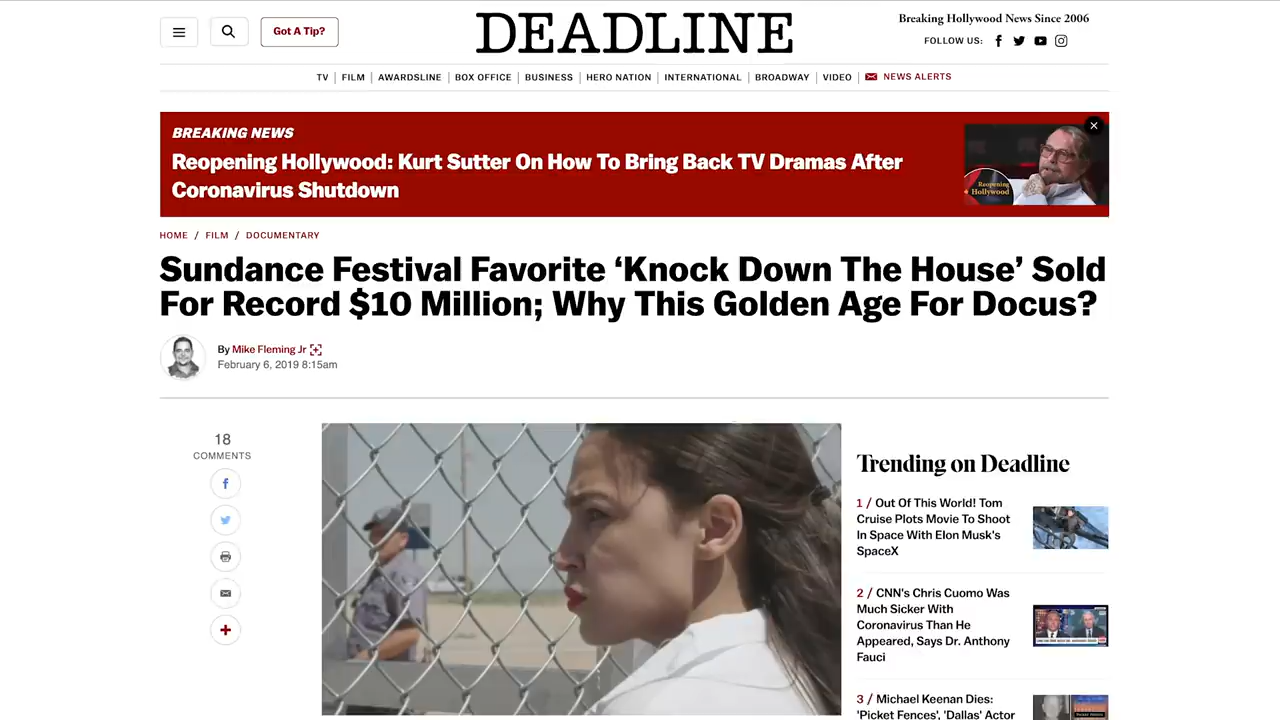 Got A Tip?
DEADLINE
Breaking Hollywood News Since 2006
FOLLOW US:
TV | FILM | AWARDSLINE | BOX OFFICE | BUSINESS | HERO NATION | INTERNATIONAL | BROADWAY | VIDEO | NEWS ALERTS
BREAKING NEWS
Reopening Hollywood: Kurt Sutter On How To Bring Back TV Dramas After
Coronavirus Shutdown
Reopening
Hollywood
HOME / FILM / DOCUMENTARY
Sundance Festival Favorite ‘Knock Down The House’ Sold
For Record $10 Million; Why This Golden Age For Docus?
By Mike Fleming Jr
February 6, 2019 8:15am
18
COMMENTS
Trending on Deadline
1 / Out Of This World! Tom
Cruise Plots Movie To Shoot
In Space With Elon Musk's
SpaceX
2 / CNN's Chris Cuomo Was
Much Sicker With
Coronavirus Than He
Appeared, Says Dr. Anthony
Fauci
3 / Michael Keenan Dies:
'Picket Fences', 'Dallas' Actor